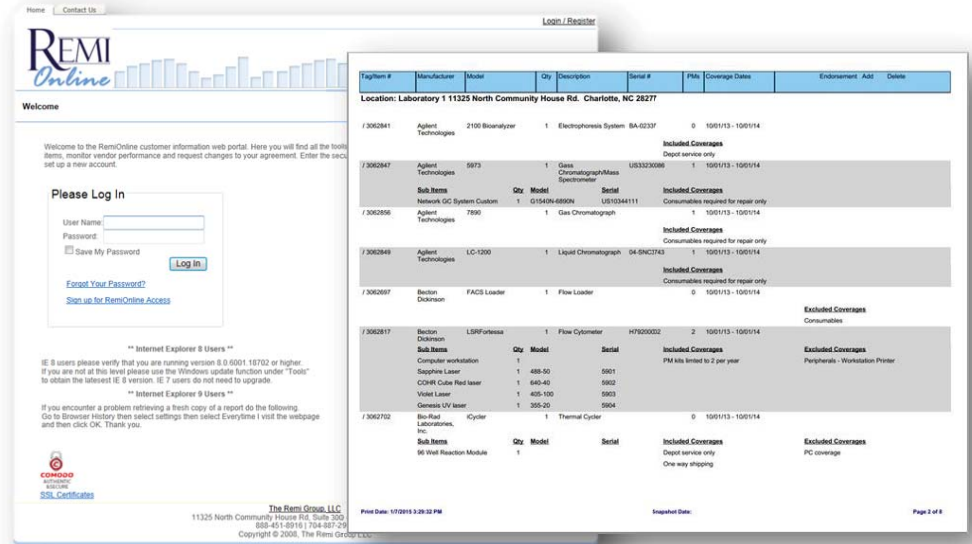 Home Contact Us
Login / Register
REMI
Online
Welcome
Welcome to the RemiOnline customer information web portal. Here you will find all the tools
items, monitor vendor performance and request changes to your agreement. Enter the secu
set up a new account.
Please Log In
User Name:
Password:
Save My Password
Log In
Forgot Your Password?
Sign up for RemiOnline Access
** Internet Explorer 8 Users **
IE 8 users please verify that you are running version 8.0.6001.18702 or higher.
If you are not at this level please use the Windows update function under "Tools"
to obtain the latesest IE 8 version. IE 7 users do not need to upgrade.
** Internet Explorer 9 Users **
If you encounter a problem retrieving a fresh copy of a report do the following.
Go to Browser History then select settings then select Everytime I visit the webpage
and then click OK. Thank you.
COMODO
AUTHENTIC
& SECURE
SSL Certificates
The Remi Group, LLC
11325 North Community House Rd, Suite 300
888-451-8916 | 704-887-29
Copyright © 2008, The Remi Group LLC
Tag/Item # Manufacturer Model Qty Description Serial # PMs Coverage Dates Endorsement Add Delete
Location: Laboratory 1 11325 North Community House Rd. Charlotte, NC 28277
/ 3062841 Agilent Technologies 2100 Bioanalyzer 1 Electrophoresis System BA-0233f 0 10/01/13 - 10/01/14
Included Coverages
Depot service only
/ 3062847 Agilent Technologies 5973 1 Gass Chromatograph/Mass Spectrometer US33230086 1 10/01/13 - 10/01/14
Sub Items Qty Model Serial Included Coverages
Network GC System Custom 1 G1540N-6890N US10344111 Consumables required for repair only
/ 3062856 Agilent Technologies 7890 1 Gas Chromatograph 1 10/01/13 - 10/01/14
Included Coverages
Consumables required for repair only
/ 3062849 Agilent Technologies LC-1200 1 Liquid Chromatograph 04-SNCJ743 1 10/01/13 - 10/01/14
Included Coverages
Consumables required for repair only
/ 3062697 Becton Dickinson FACS Loader 1 Flow Loader 0 10/01/13 - 10/01/14
Excluded Coverages
Consumables
/ 3062817 Becton Dickinson LSRFortessa 1 Flow Cytometer H79200002 2 10/01/13 - 10/01/14
Sub Items Qty Model Serial Included Coverages Excluded Coverages
Computer workstation 1 PM kits limted to 2 per year Peripherals - Workstation Printer
Sapphire Laser 1 488-50 5901
COHR Cube Red laser 1 640-40 5902
Violet Laser 1 405-100 5903
Genesis UV laser 1 355-20 5904
/ 3062702 Bio-Rad Laboratories, Inc. iCycler 1 Thermal Cycler 0 10/01/13 - 10/01/14
Sub Items Qty Model Serial Included Coverages Excluded Coverages
96 Well Reaction Module 1 Depot service only PC coverage
One way shipping
Print Date: 1/7/2015 3:29:32 PM Snapshot Date: Page 2 of 8